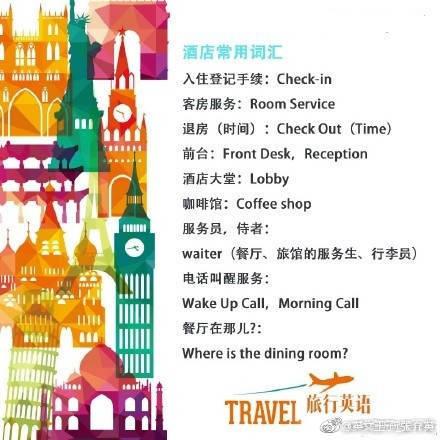 酒店常用词汇
入住登记手续：Check-in
客房服务：Room Service
退房（时间）：Check Out（Time）
前台：Front Desk，Reception
酒店大堂：Lobby
咖啡馆：Coffee shop
服务员，侍者：
waiter（餐厅、旅馆的服务生、行李员）
电话叫醒服务：
Wake Up Call，Morning Call
餐厅在那儿?：
Where is the dining room?
TRAVEL 旅行英语